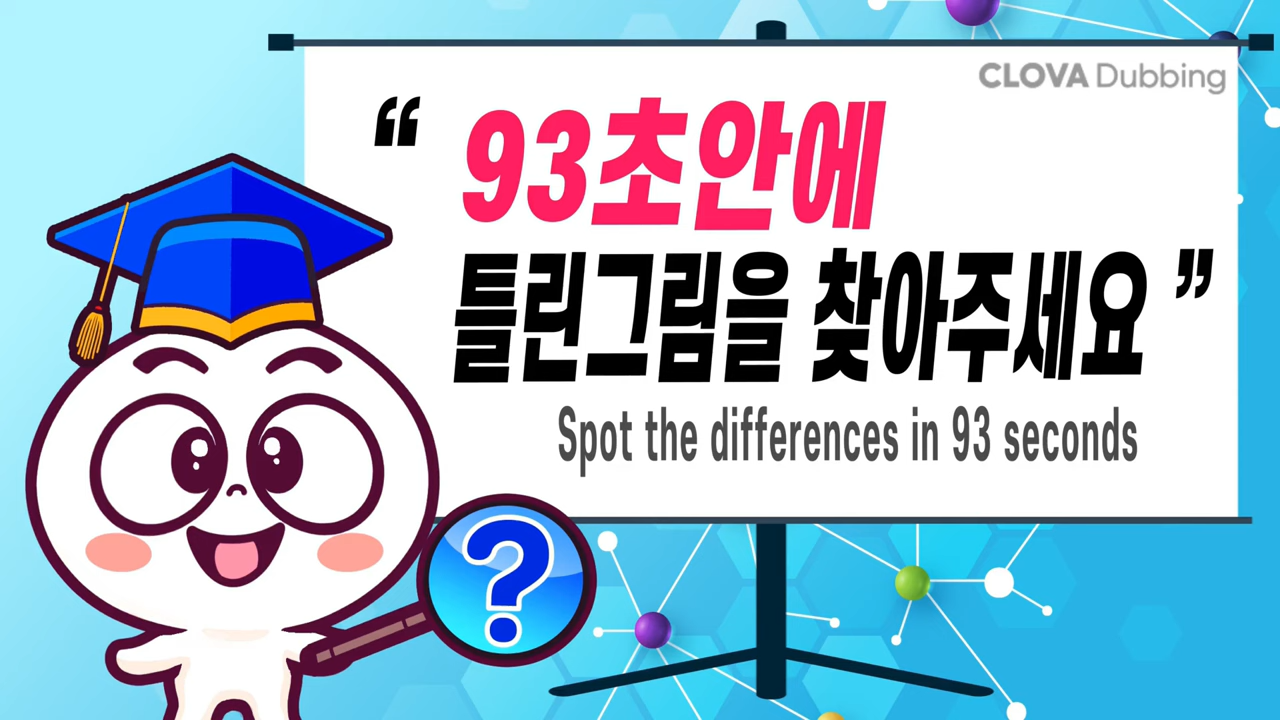 CLOVA Dubbing
“ 93초안에
틀린그림을 찾아주세요 ”
Spot the differences in 93 seconds
?